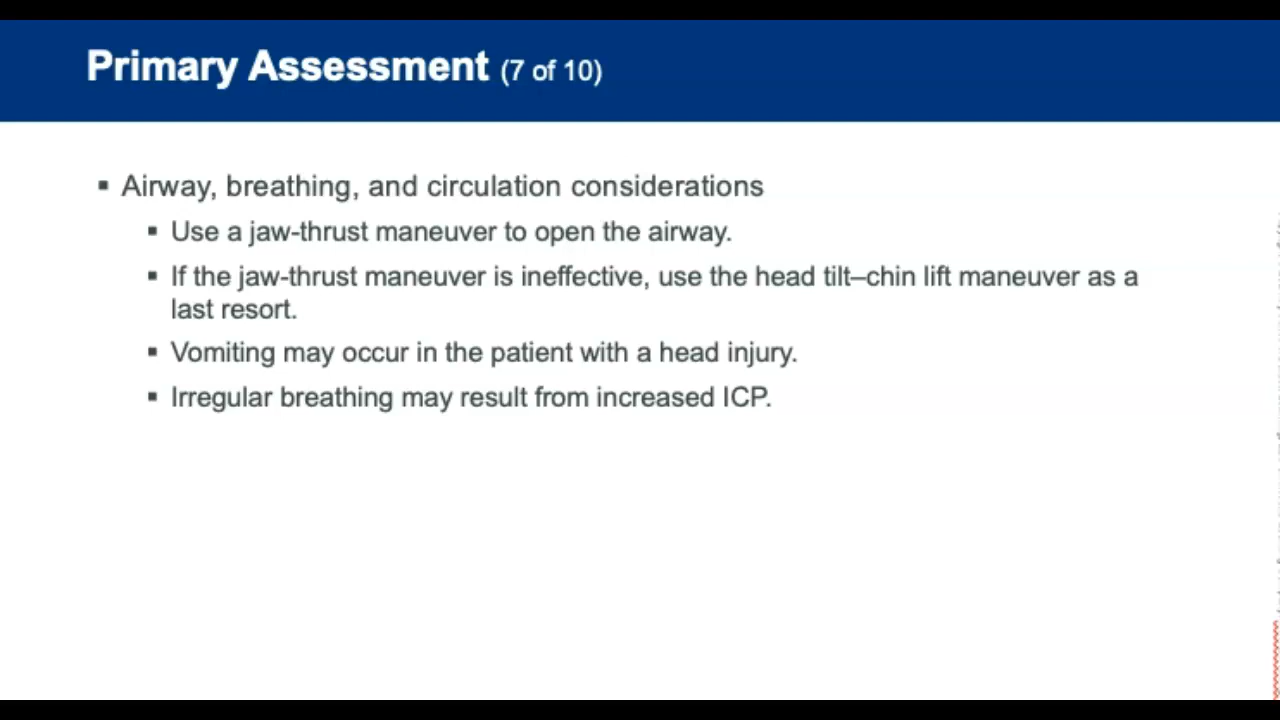 Primary Assessment (7 of 10)
▪ Airway, breathing, and circulation considerations
▪ Use a jaw-thrust maneuver to open the airway.
▪ If the jaw-thrust maneuver is ineffective, use the head tilt–chin lift maneuver as a
last resort.
▪ Vomiting may occur in the patient with a head injury.
▪ Irregular breathing may result from increased ICP.